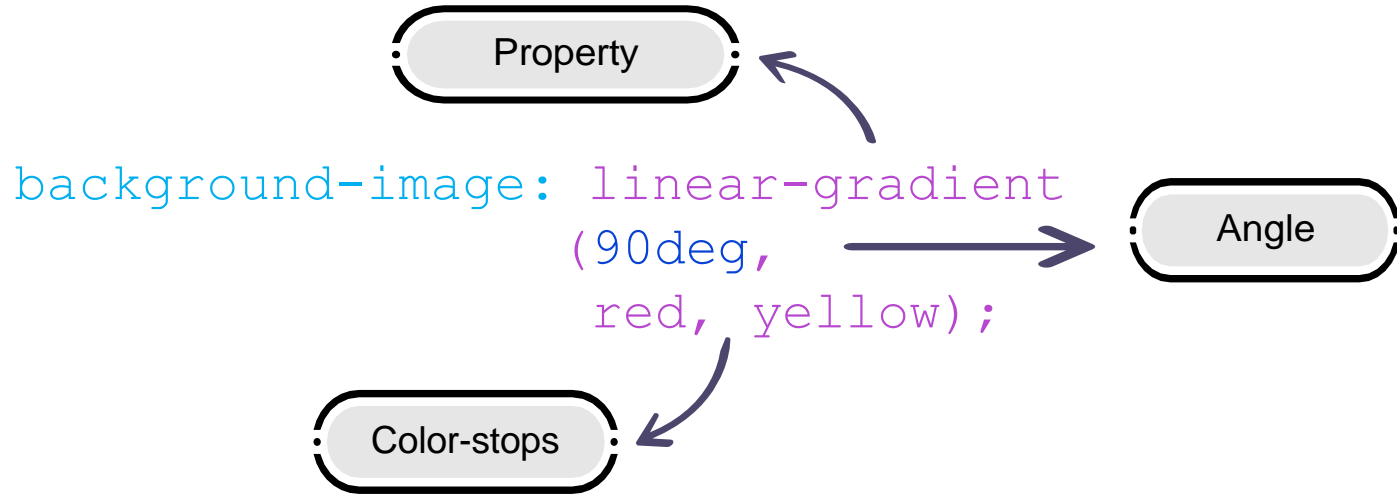 Property
background-image: linear-gradient
(90deg,
Angle
red, yellow);
Color-stops